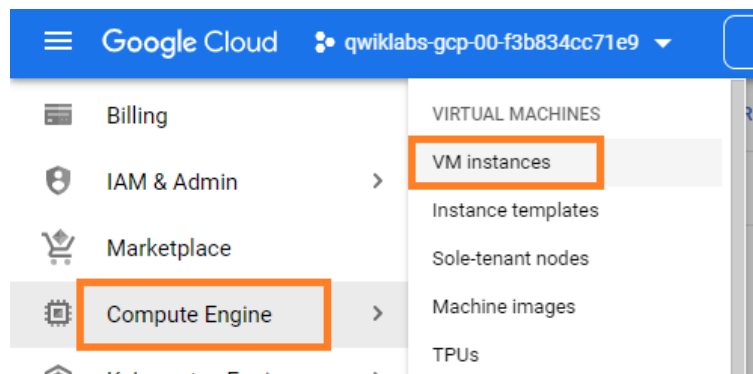 Google Cloud qwiklabs-gcp-00-f3b834cc71e9
Billing
IAM & Admin
Marketplace
Compute Engine
VIRTUAL MACHINES
VM instances
Instance templates
Sole-tenant nodes
Machine images
TPUs